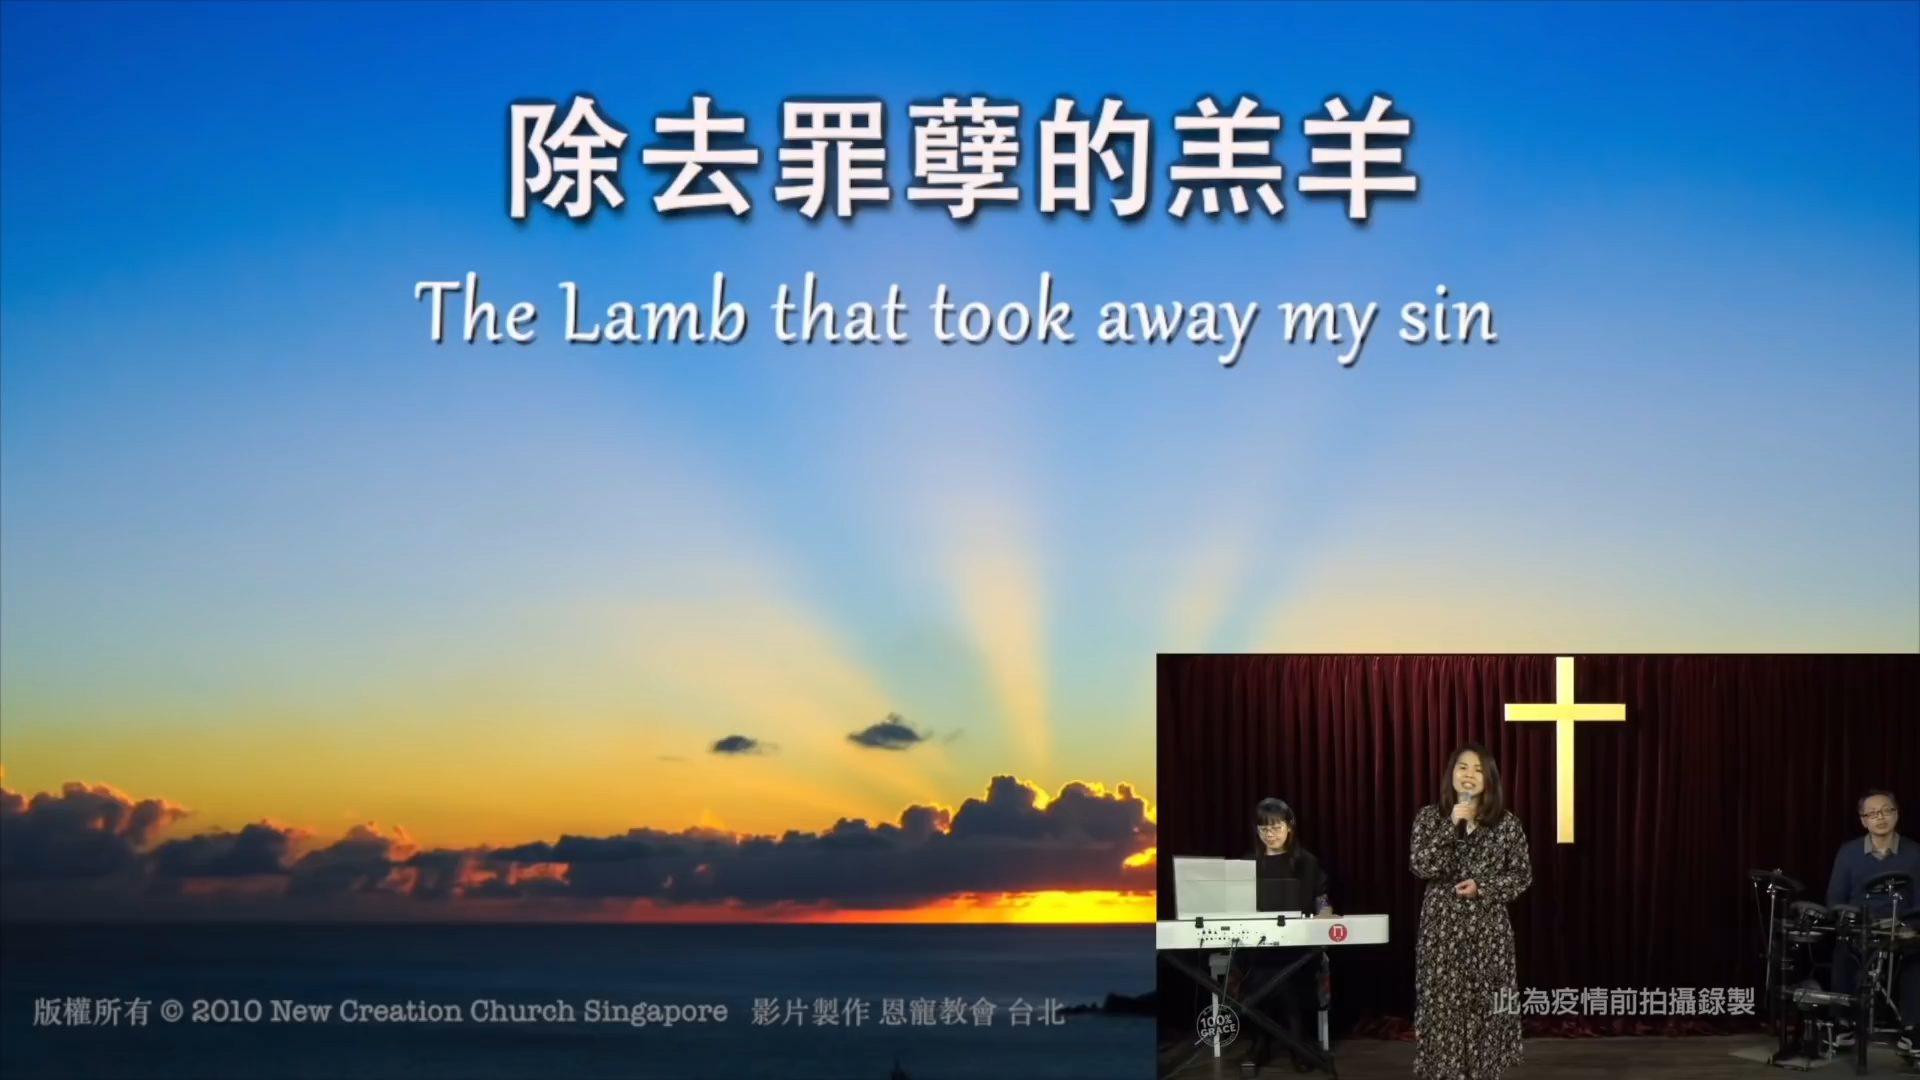 除去罪孽的羔羊
The Lamb that took away my sin
版權所有 © 2010 New Creation Church Singapore 影片製作 恩寵教會 台北
此為疫情前拍攝錄製
100%
GRACE